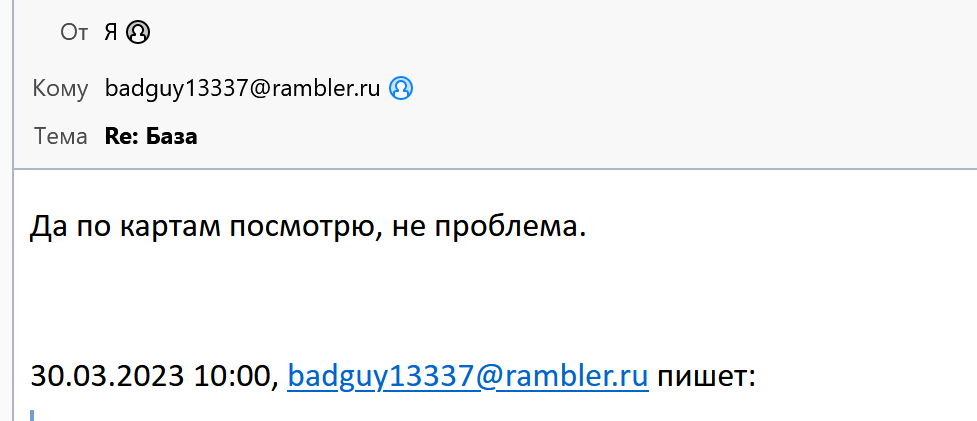 От Я
Кому badguy13337@rambler.ru
Тема Re: База
Да по картам посмотрю, не проблема.
30.03.2023 10:00, badguy13337@rambler.ru пишет: